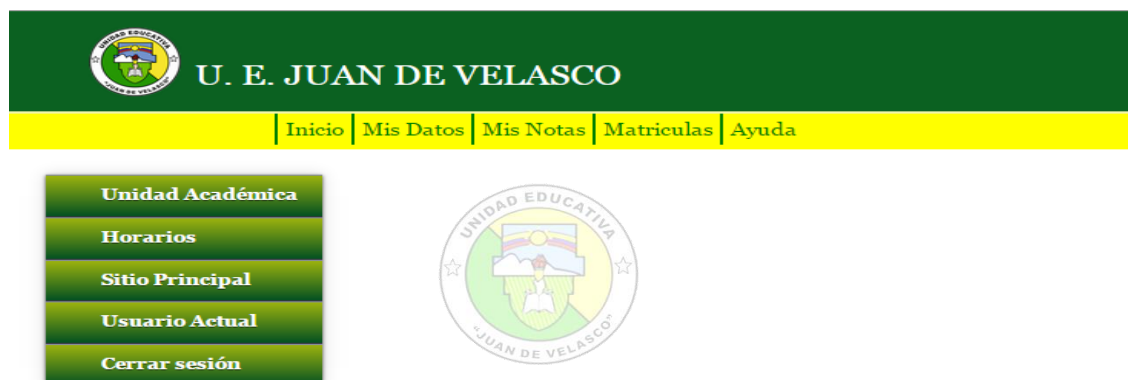 UNIDAD EDUCATIVA
"JUAN DE VELASCO"
U. E. JUAN DE VELASCO
Inicio Mis Datos Mis Notas Matriculas Ayuda
Unidad Académica
Horarios
Sitio Principal
Usuario Actual
Cerrar sesión
UNIDAD EDUCATIVA
"JUAN DE VELASCO"